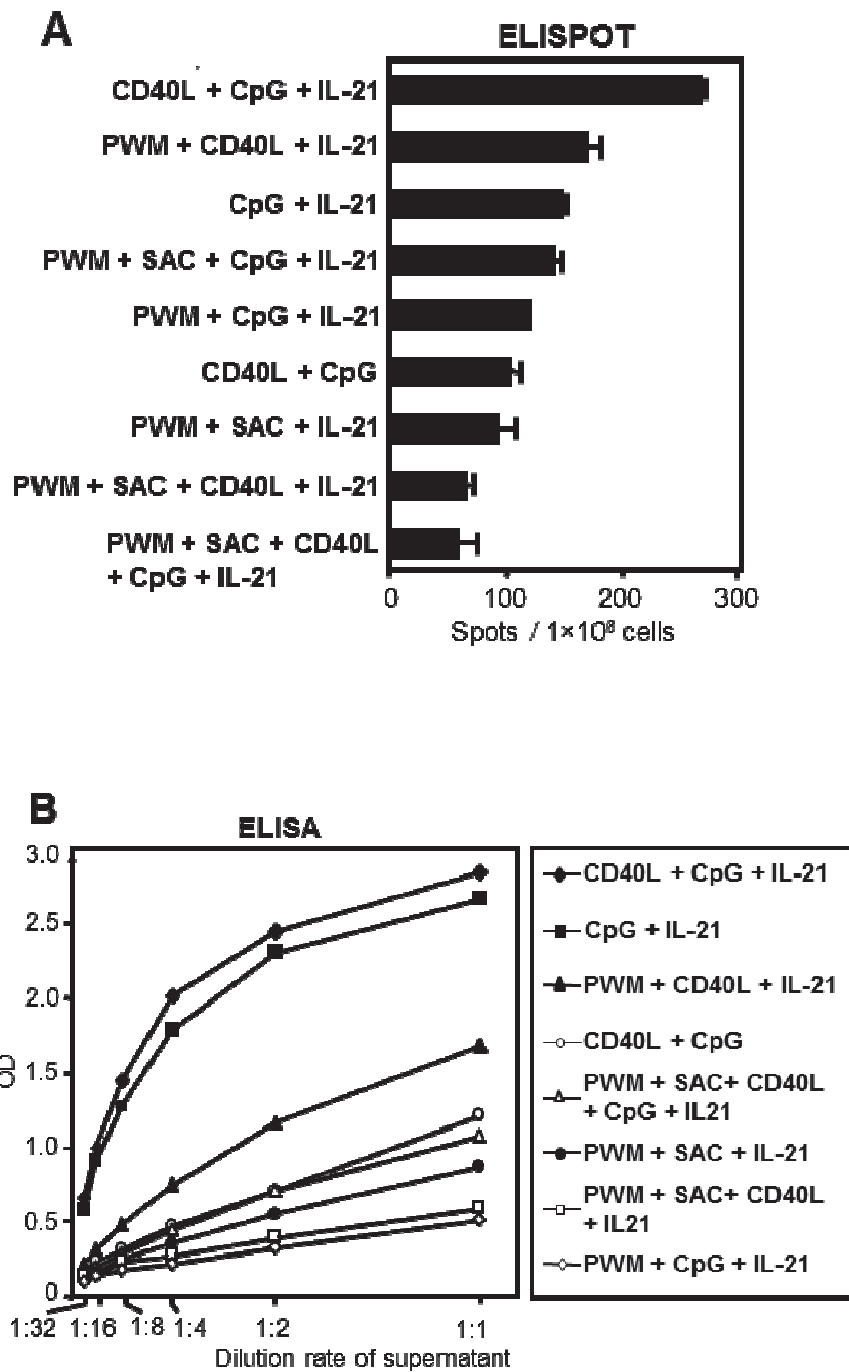 A
ELISPOT
CD40L + CpG + IL-21
PWM + CD40L + IL-21
CpG + IL-21
PWM + SAC + CpG + IL-21
PWM + CpG + IL-21
CD40L + CpG
PWM + SAC + IL-21
PWM + SAC + CD40L + IL-21
PWM + SAC + CD40L
+ CpG + IL-21
0 100 200 300
Spots / 1×10⁸ cells
B
ELISA
3.0
2.5
2.0
1.5
1.0
0.5
0
OD
1:32 1:16 1:8 1:4 1:2 1:1
Dilution rate of supernatant
CD40L + CpG + IL-21
CpG + IL-21
PWM + CD40L + IL-21
CD40L + CpG
PWM + SAC+ CD40L
+ CpG + IL21
PWM + SAC + IL-21
PWM + SAC+ CD40L
+ IL21
PWM + CpG + IL-21